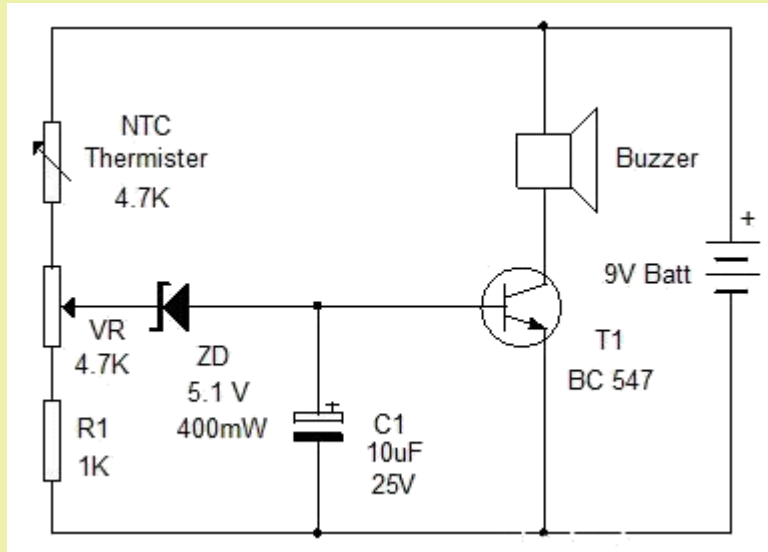 NTC
Thermister
4.7K
Buzzer
+
9V Batt
VR
4.7K
ZD
5.1 V
400mW
T1
BC 547
R1
1K
+
C1
10uF
25V